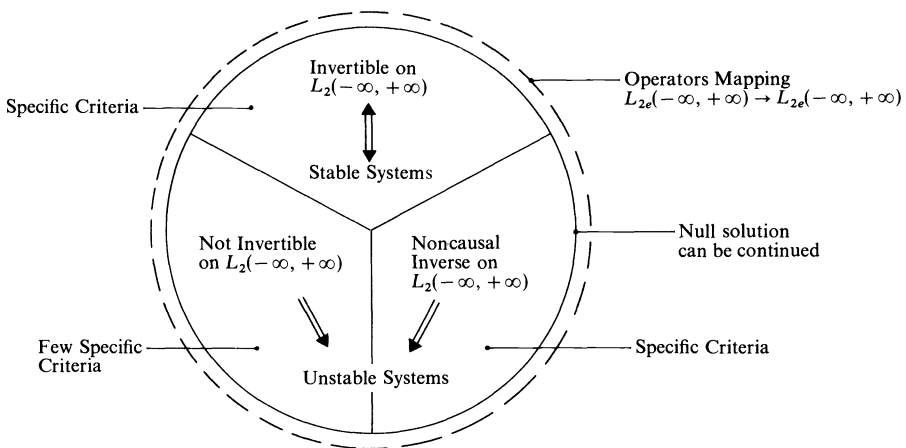 Invertible on
L₂(−∞, +∞)
Operators Mapping
L₂ₑ(−∞, +∞) → L₂ₑ(−∞, +∞)
Specific Criteria
Stable Systems
Not Invertible
on L₂(−∞, +∞)
Noncausal
Inverse on
L₂(−∞, +∞)
Null solution
can be continued
Few Specific
Criteria
Specific Criteria
Unstable Systems